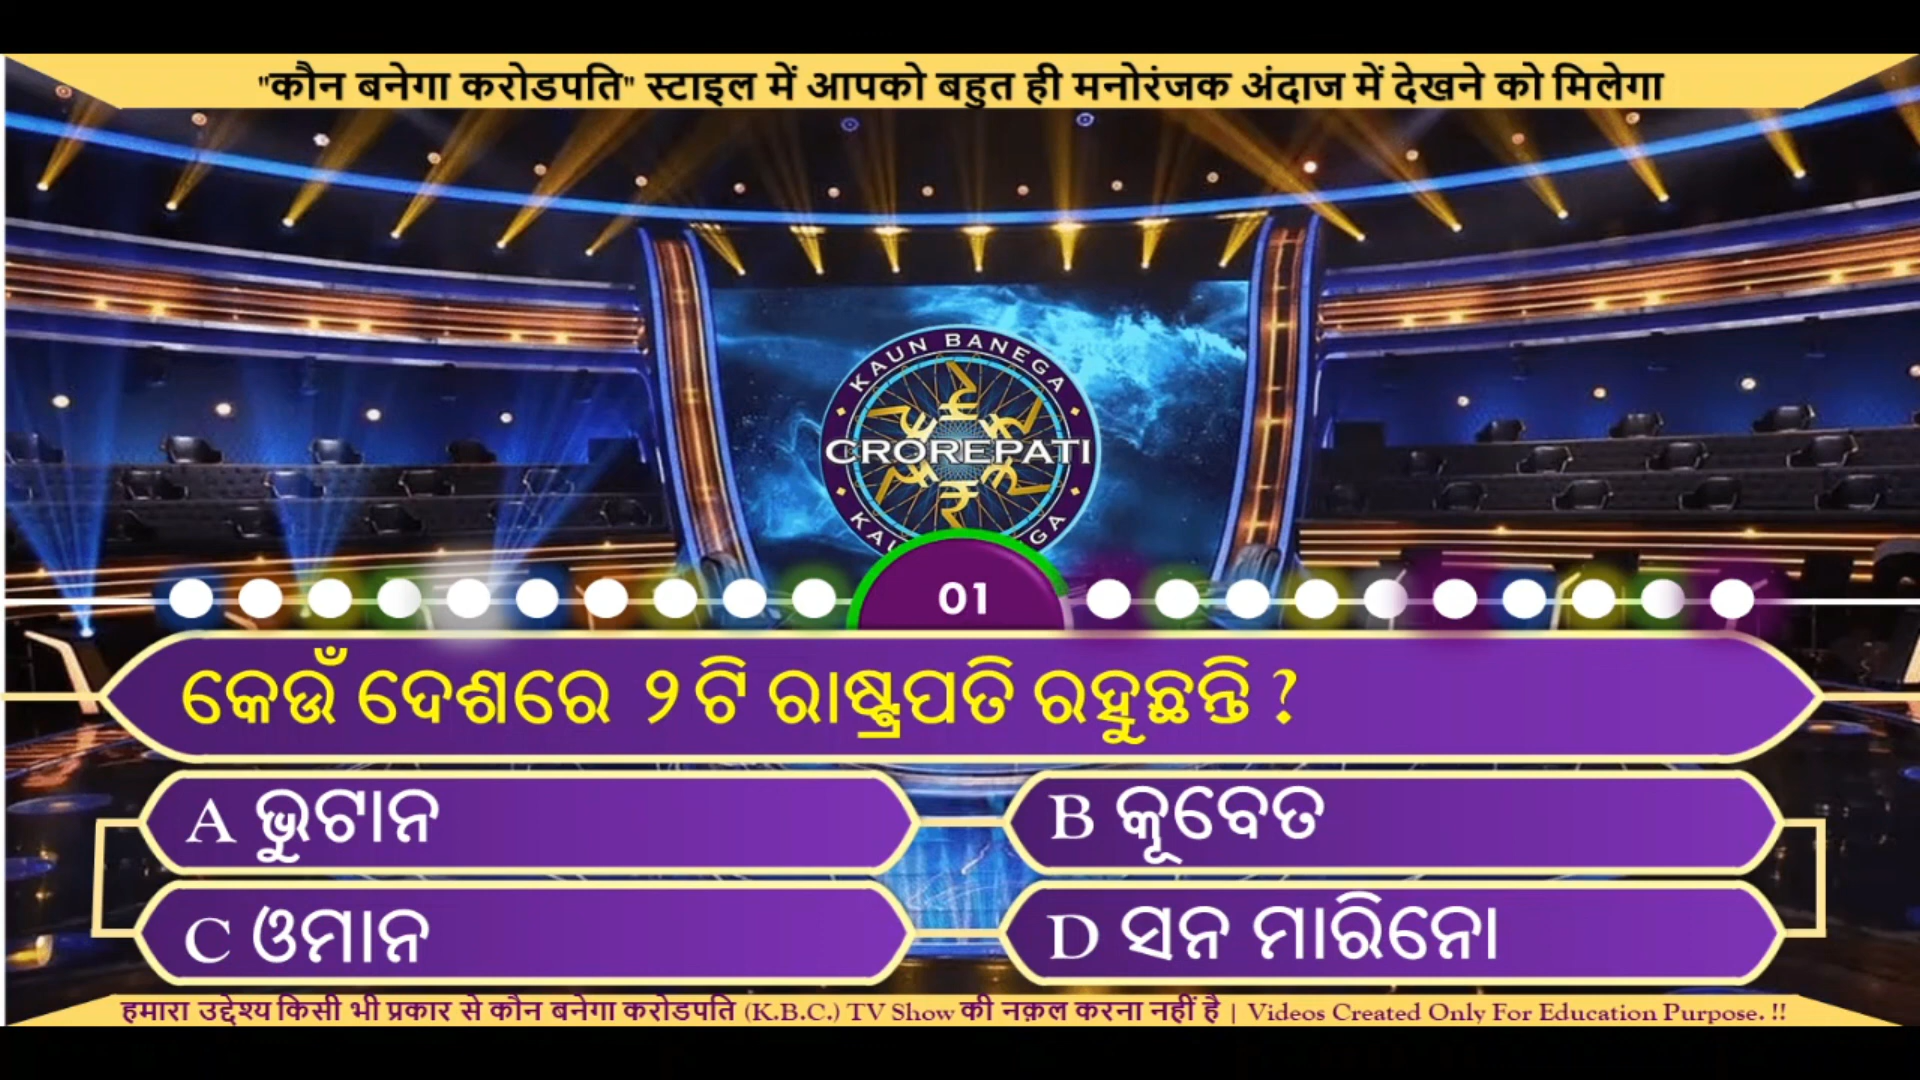 "कौन बनेगा करोडपति" स्टाइल में आपको बहुत ही मनोरंजक अंदाज में देखने को मिलेगा
KAUN BANEGA
CROREPATI
01
କେଉଁ ଦେଶରେ ୨ଟି ରାଷ୍ଟ୍ରପତି ରହୁଛନ୍ତି ?
A ଭୁଟାନ
B କୂବେତ
C ଓମାନ
D ସନ ମାରିନୋ
हमारा उद्देश्य किसी भी प्रकार से कौन बनेगा करोडपति (K.B.C.) TV Show की नक़ल करना नहीं है | Videos Created Only For Education Purpose. !!